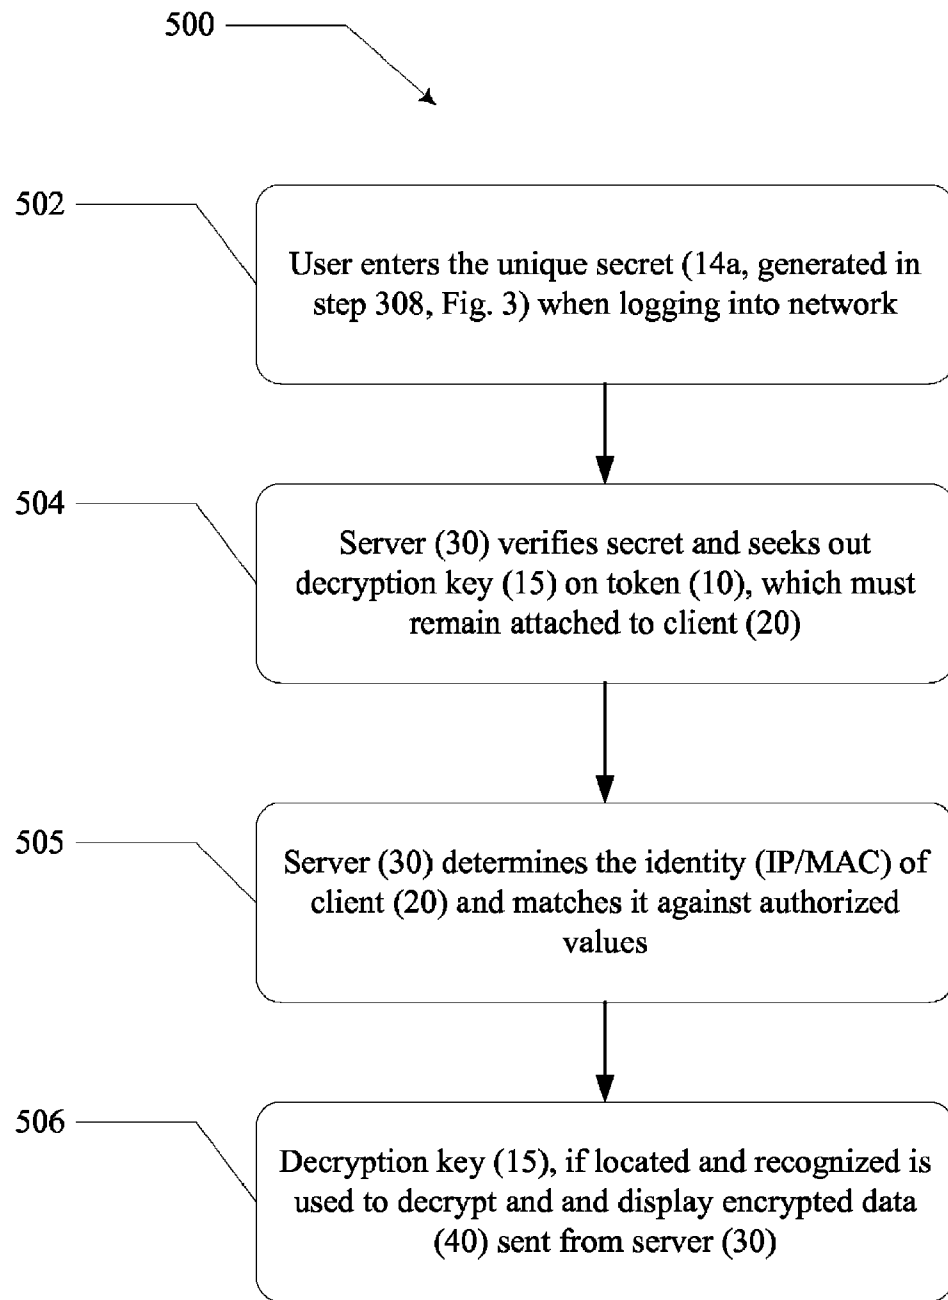 500
502
User enters the unique secret (14a, generated in
step 308, Fig. 3) when logging into network
504
Server (30) verifies secret and seeks out
decryption key (15) on token (10), which must
remain attached to client (20)
505
Server (30) determines the identity (IP/MAC) of
client (20) and matches it against authorized
values
506
Decryption key (15), if located and recognized is
used to decrypt and and display encrypted data
(40) sent from server (30)